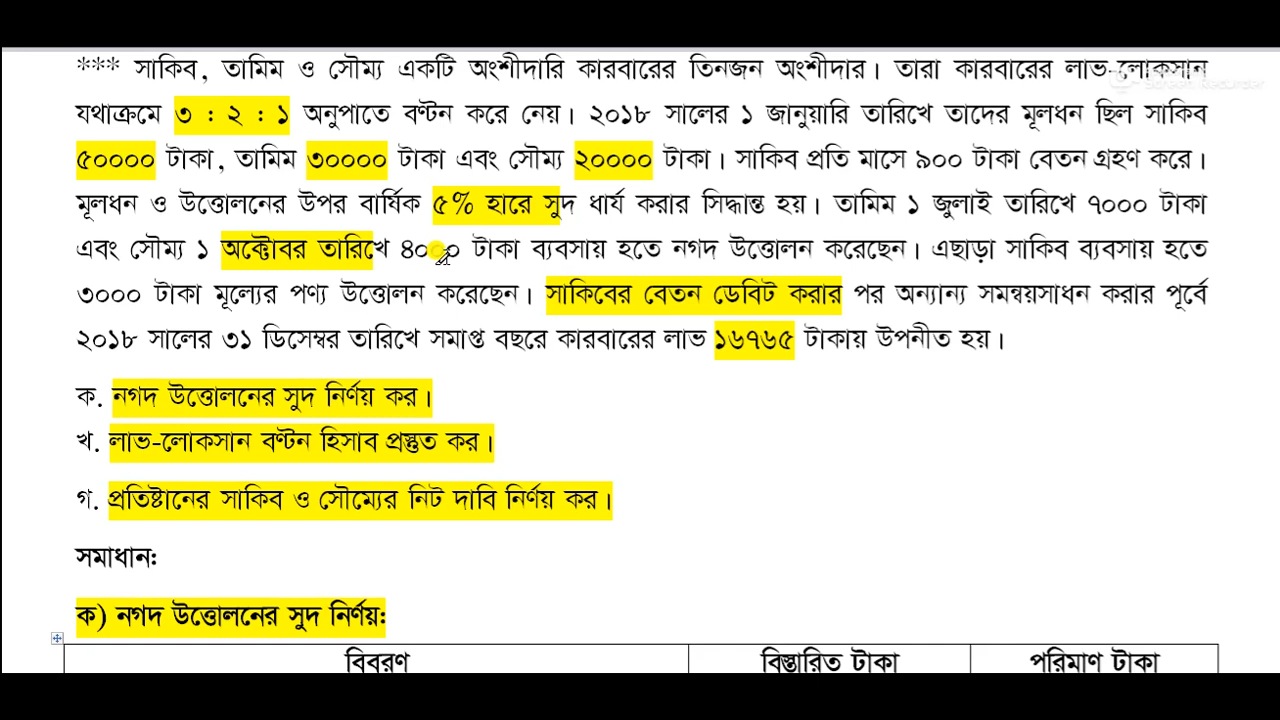 *** সাকিব, তামিম ও সৌম্য একটি অংশীদারি কারবারের তিনজন অংশীদার। তারা কারবারের লাভ-লোকসান
যথাক্রমে ৩ : ২ : ১ অনুপাতে বণ্টন করে নেয়। ২০১৮ সালের ১ জানুয়ারি তারিখে তাদের মূলধন ছিল সাকিব
৫০০০০ টাকা, তামিম ৩০০০০ টাকা এবং সৌম্য ২০০০০ টাকা। সাকিব প্রতি মাসে ৯০০ টাকা বেতন গ্রহণ করে।
মূলধন ও উত্তোলনের উপর বার্ষিক ৫% হারে সুদ ধার্য করার সিদ্ধান্ত হয়। তামিম ১ জুলাই তারিখে ৭০০০ টাকা
এবং সৌম্য ১ অক্টোবর তারিখে ৪০০০ টাকা ব্যবসায় হতে নগদ উত্তোলন করেছেন। এছাড়া সাকিব ব্যবসায় হতে
৩০০০ টাকা মূল্যের পণ্য উত্তোলন করেছেন। সাকিবের বেতন ডেবিট করার পর অন্যান্য সমন্বয়সাধন করার পূর্বে
২০১৮ সালের ৩১ ডিসেম্বর তারিখে সমাপ্ত বছরে কারবারের লাভ ১৬৭৬৫ টাকায় উপনীত হয়।
ক. নগদ উত্তোলনের সুদ নির্ণয় কর।
খ. লাভ-লোকসান বণ্টন হিসাব প্রস্তুত কর।
গ. প্রতিষ্টানের সাকিব ও সৌম্যের নিট দাবি নির্ণয় কর।
সমাধান:
ক) নগদ উত্তোলনের সুদ নির্ণয়:
বিবরণ বিস্তারিত টাকা পরিমাণ টাকা